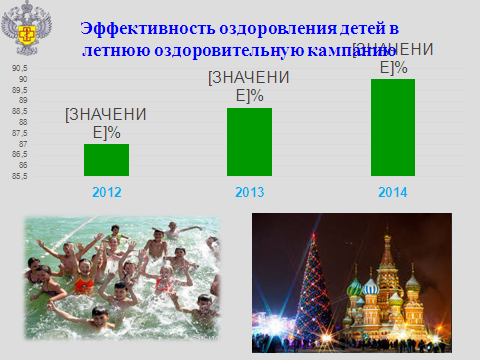 Эффективность оздоровления детей в
летнюю оздоровительную кампанию
[ЗНАЧЕНИ
Е]%
[ЗНАЧЕНИ
Е]%
[ЗНАЧЕНИ
Е]%
90,5
90
89,5
89
88,5
88
87,5
87
86,5
86
85,5
2012
2013
2014